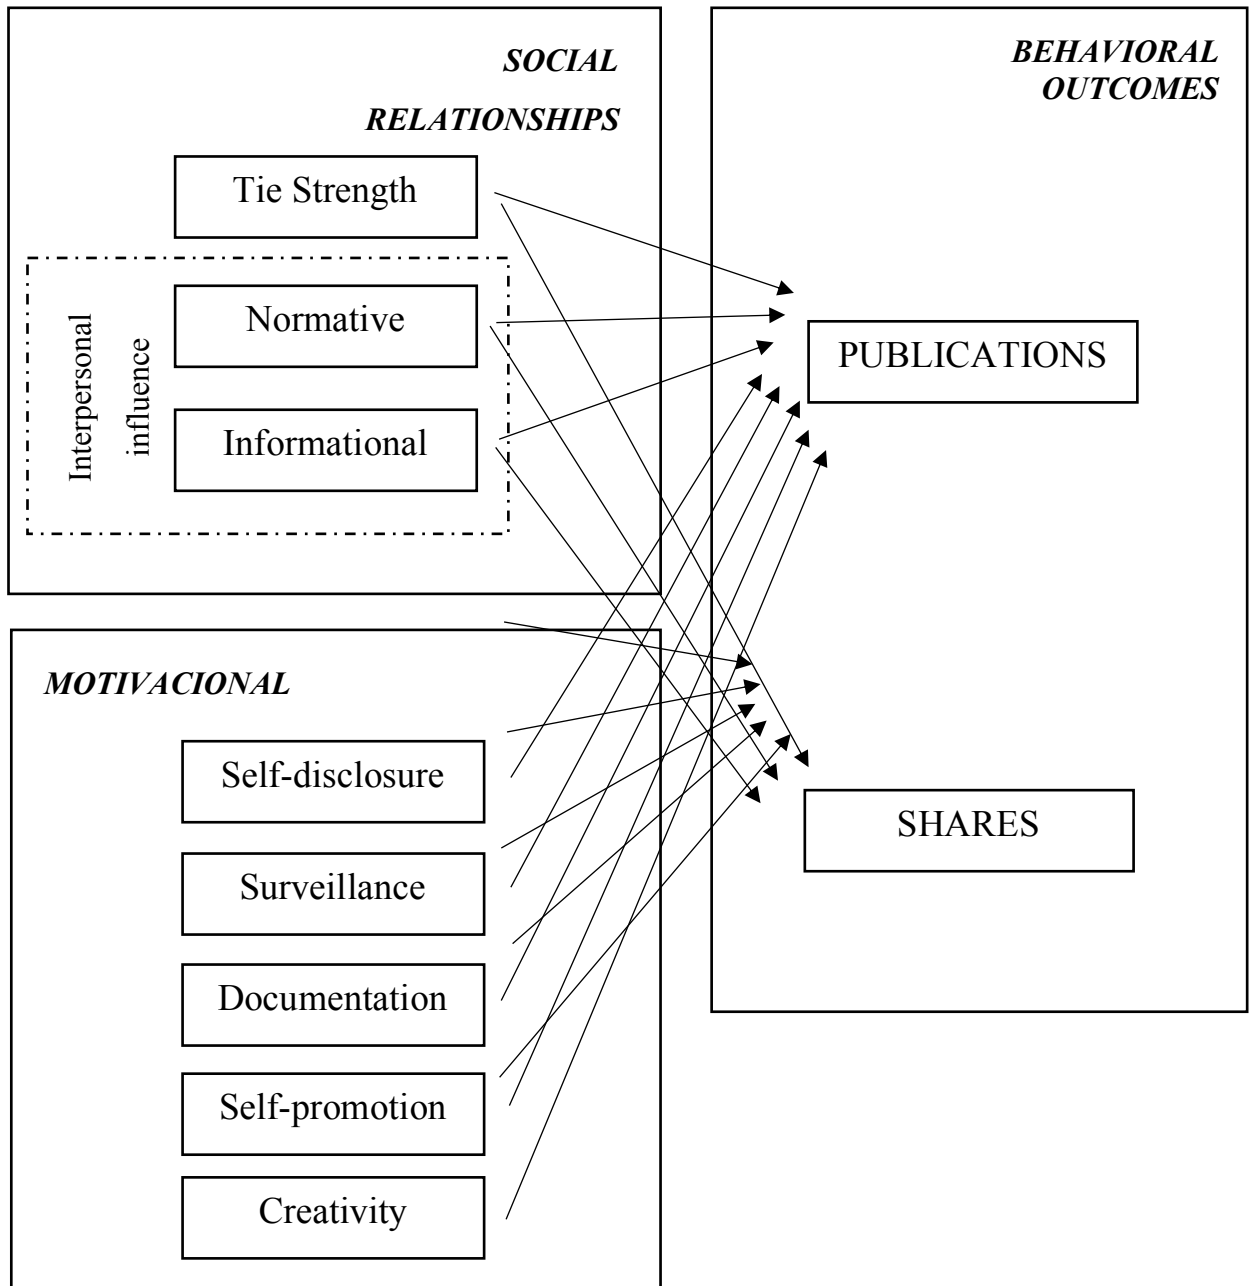 SOCIAL
RELATIONSHIPS
Tie Strength
Interpersonal
influence
Normative
Informational
MOTIVACIONAL
Self-disclosure
Surveillance
Documentation
Self-promotion
Creativity
BEHAVIORAL
OUTCOMES
PUBLICATIONS
SHARES